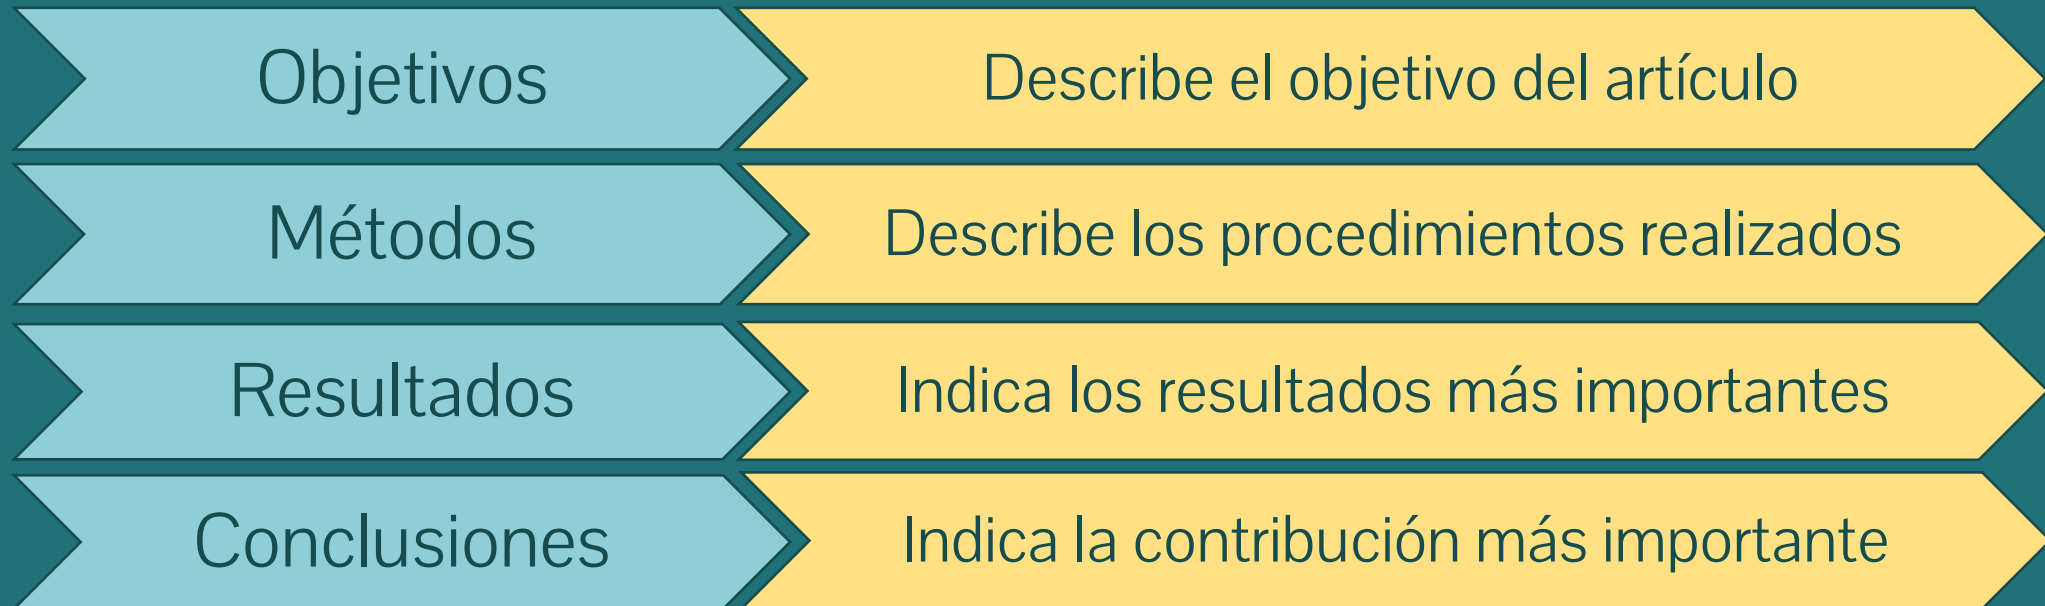 Objetivos
Describe el objetivo del artículo
Métodos
Describe los procedimientos realizados
Resultados
Indica los resultados más importantes
Conclusiones
Indica la contribución más importante